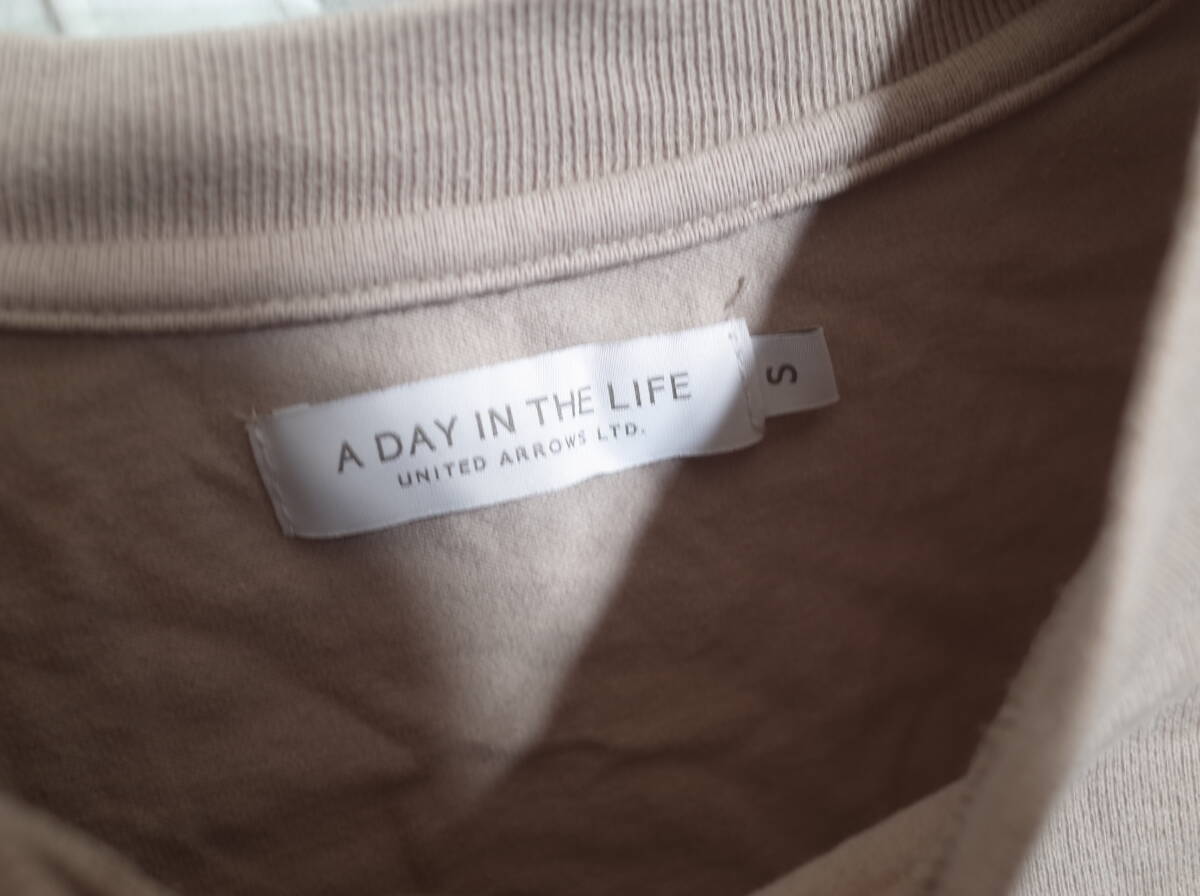 A DAY IN THE LIFE
UNITED ARROWS LTD.
S